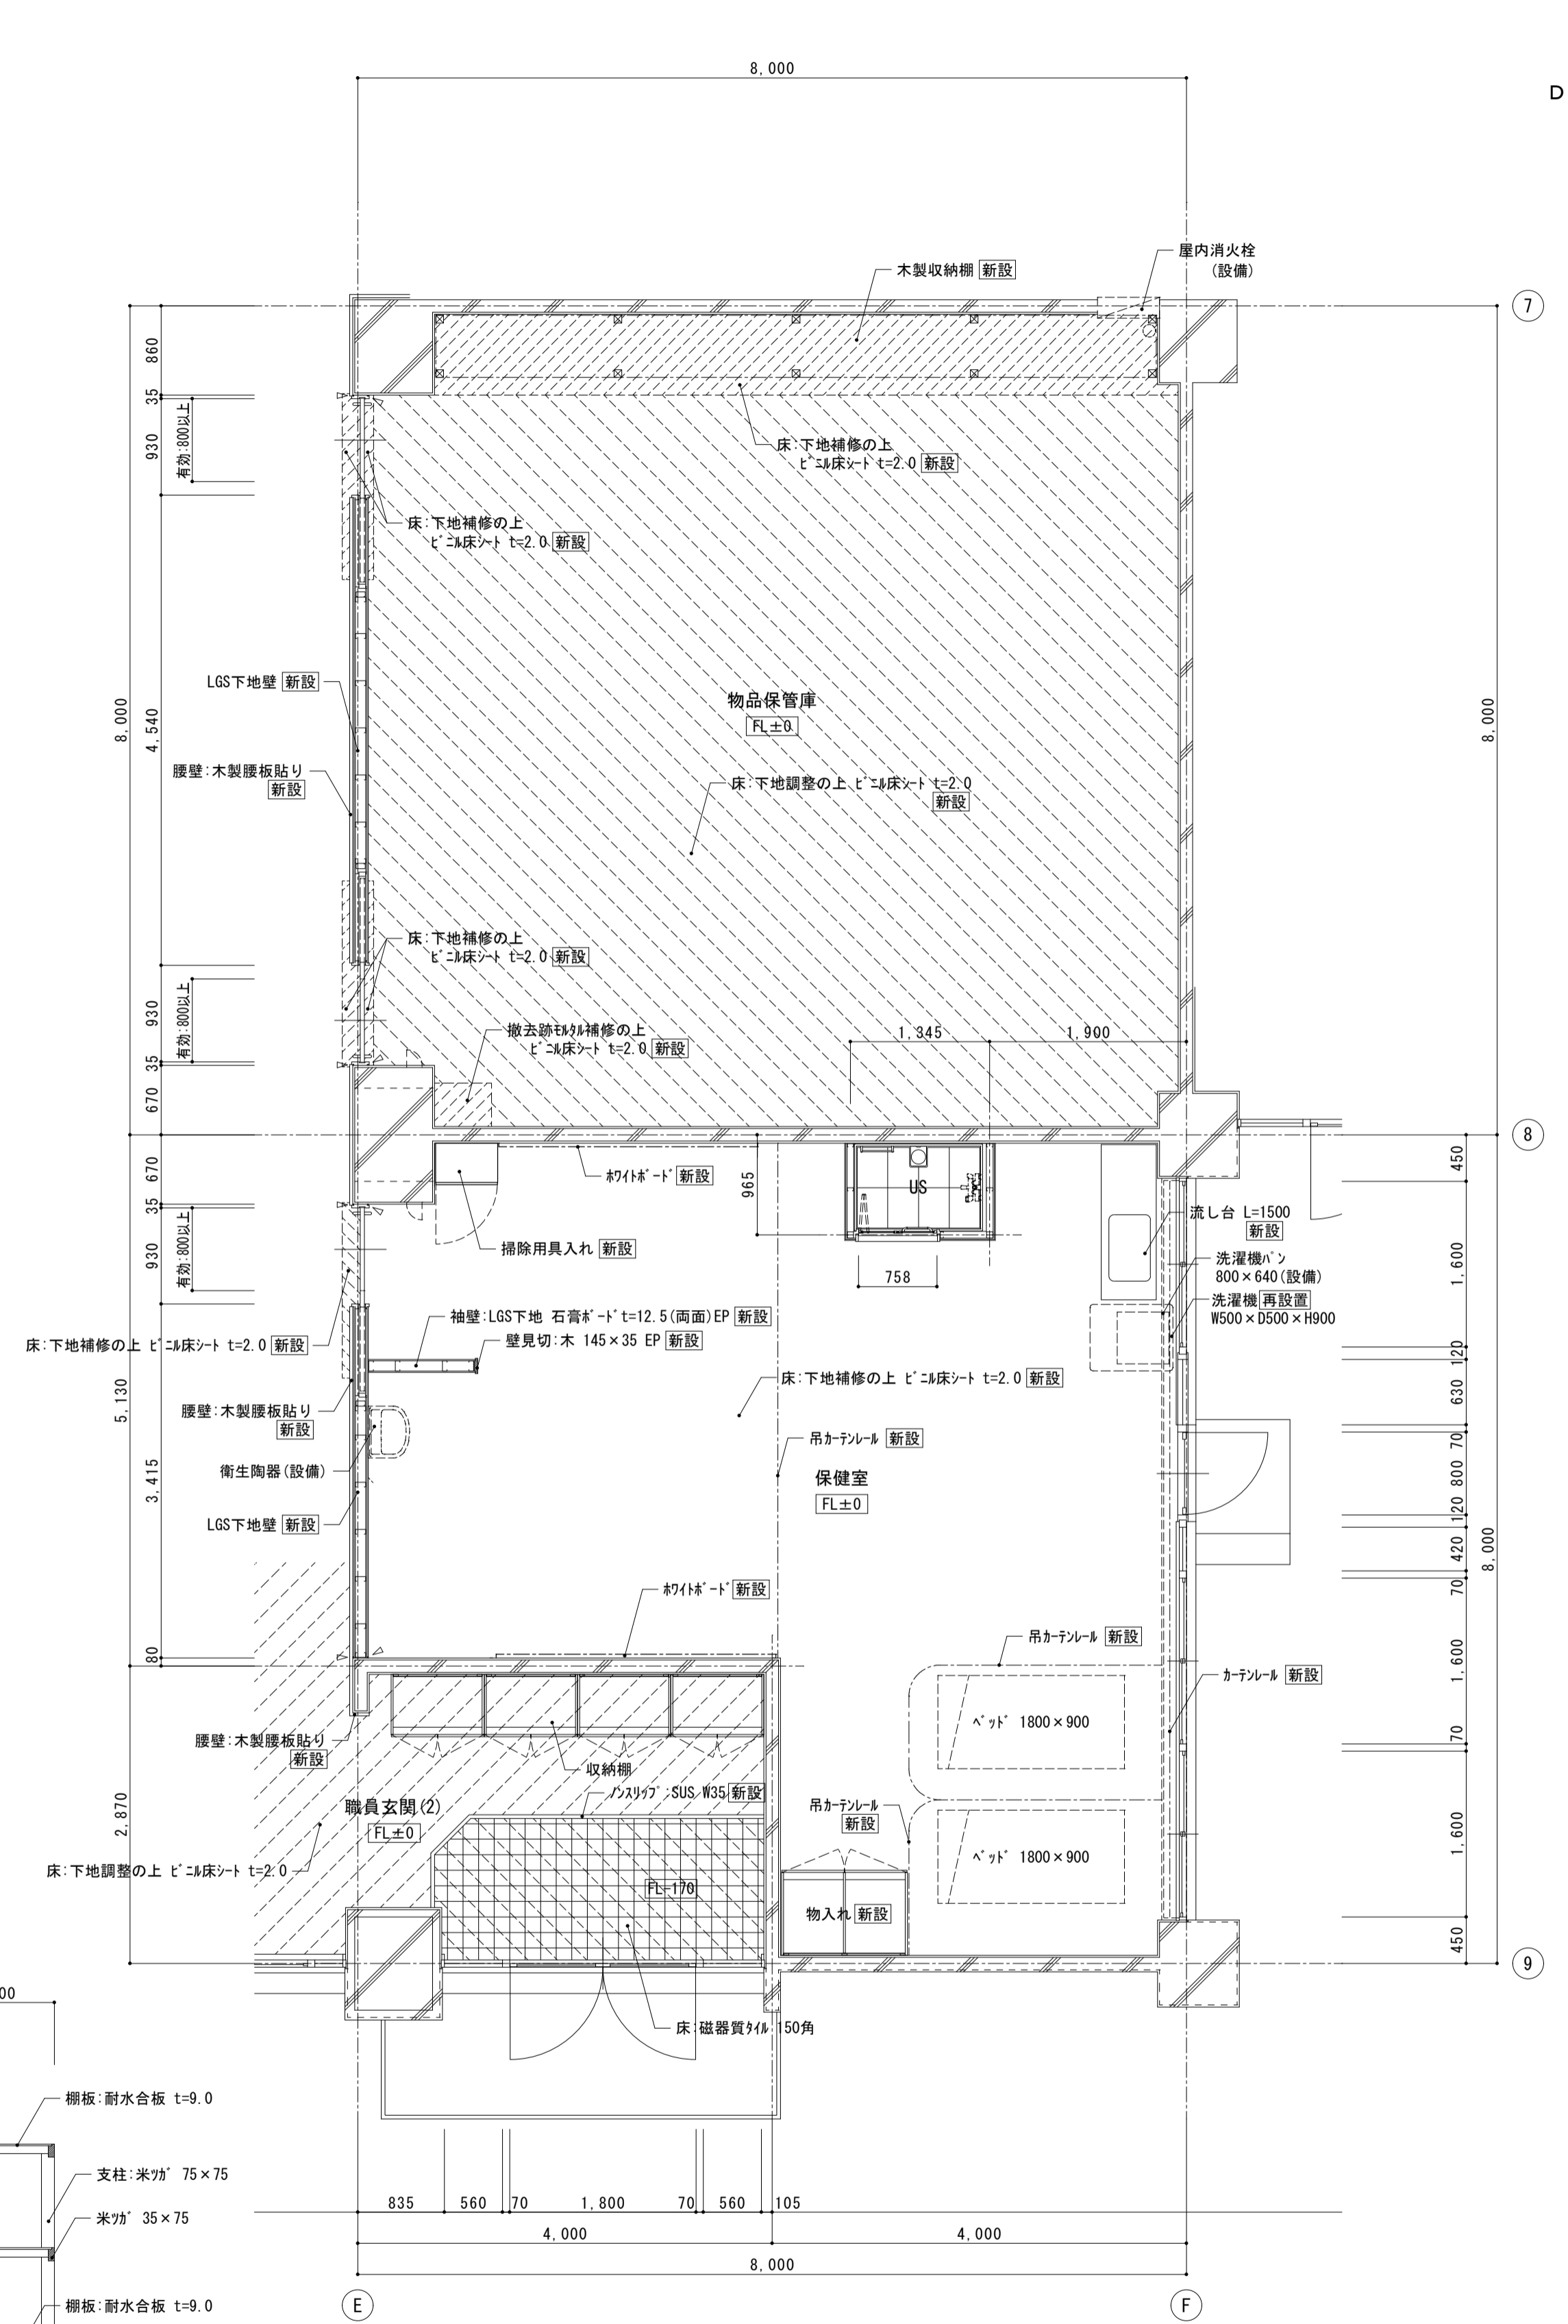 8,000
D
屋内消火栓
(設備)
木製収納棚 新設
7
860
35
930
有効:800以上
床:下地補修の上
ﾋﾞﾆﾙ床シート t=2.0 新設
床:下地補修の上
ﾋﾞﾆﾙ床シート t=2.0 新設
LGS下地壁 新設
8,000
4,540
物品保管庫
FL±0
8,000
腰壁:木製腰板貼り
新設
床:下地調整の上 ﾋﾞﾆﾙ床シート t=2.0
新設
床:下地補修の上
ﾋﾞﾆﾙ床シート t=2.0 新設
930
有効:800以上
35
670
撤去跡ﾓﾙﾀﾙ補修の上
ﾋﾞﾆﾙ床シート t=2.0 新設
1,345
1,900
8
670
35
930
有効:800以上
ﾎﾜｲﾄﾎﾞｰﾄﾞ 新設
965
US
758
450
流し台 L=1500
新設
掃除用具入れ 新設
洗濯機ﾊﾟﾝ
800×640(設備)
洗濯機 再設置
W500×D500×H900
1,600
袖壁:LGS下地 石膏ﾎﾞｰﾄﾞt=12.5(両面)EP 新設
壁見切:木 145×35 EP 新設
床:下地補修の上 ﾋﾞﾆﾙ床シート t=2.0 新設
120
床:下地補修の上 ﾋﾞﾆﾙ床シート t=2.0 新設
630
5,130
腰壁:木製腰板貼り
新設
吊ｶｰﾃﾝﾚｰﾙ 新設
70
衛生陶器(設備)
保健室
FL±0
800
3,415
LGS下地壁 新設
120
420
8,000
70
ﾎﾜｲﾄﾎﾞｰﾄﾞ 新設
吊ｶｰﾃﾝﾚｰﾙ 新設
80
1,600
ｶｰﾃﾝﾚｰﾙ 新設
ﾍﾞｯﾄﾞ 1800×900
腰壁:木製腰板貼り
新設
70
収納棚
ﾉﾝｽﾘｯﾌﾟ:SUS W35 新設
職員玄関(2)
FL±0
2,870
吊ｶｰﾃﾝﾚｰﾙ
新設
1,600
ﾍﾞｯﾄﾞ 1800×900
床:下地調整の上 ﾋﾞﾆﾙ床シート t=2.0
FL-170
物入れ 新設
450
9
00
床:磁器質ﾀｲﾙ 150角
棚板:耐水合板 t=9.0
支柱:米ﾂｶﾞ 75×75
米ﾂｶﾞ 35×75
835
560
70
1,800
70
560
105
4,000
4,000
8,000
棚板:耐水合板 t=9.0
E
F